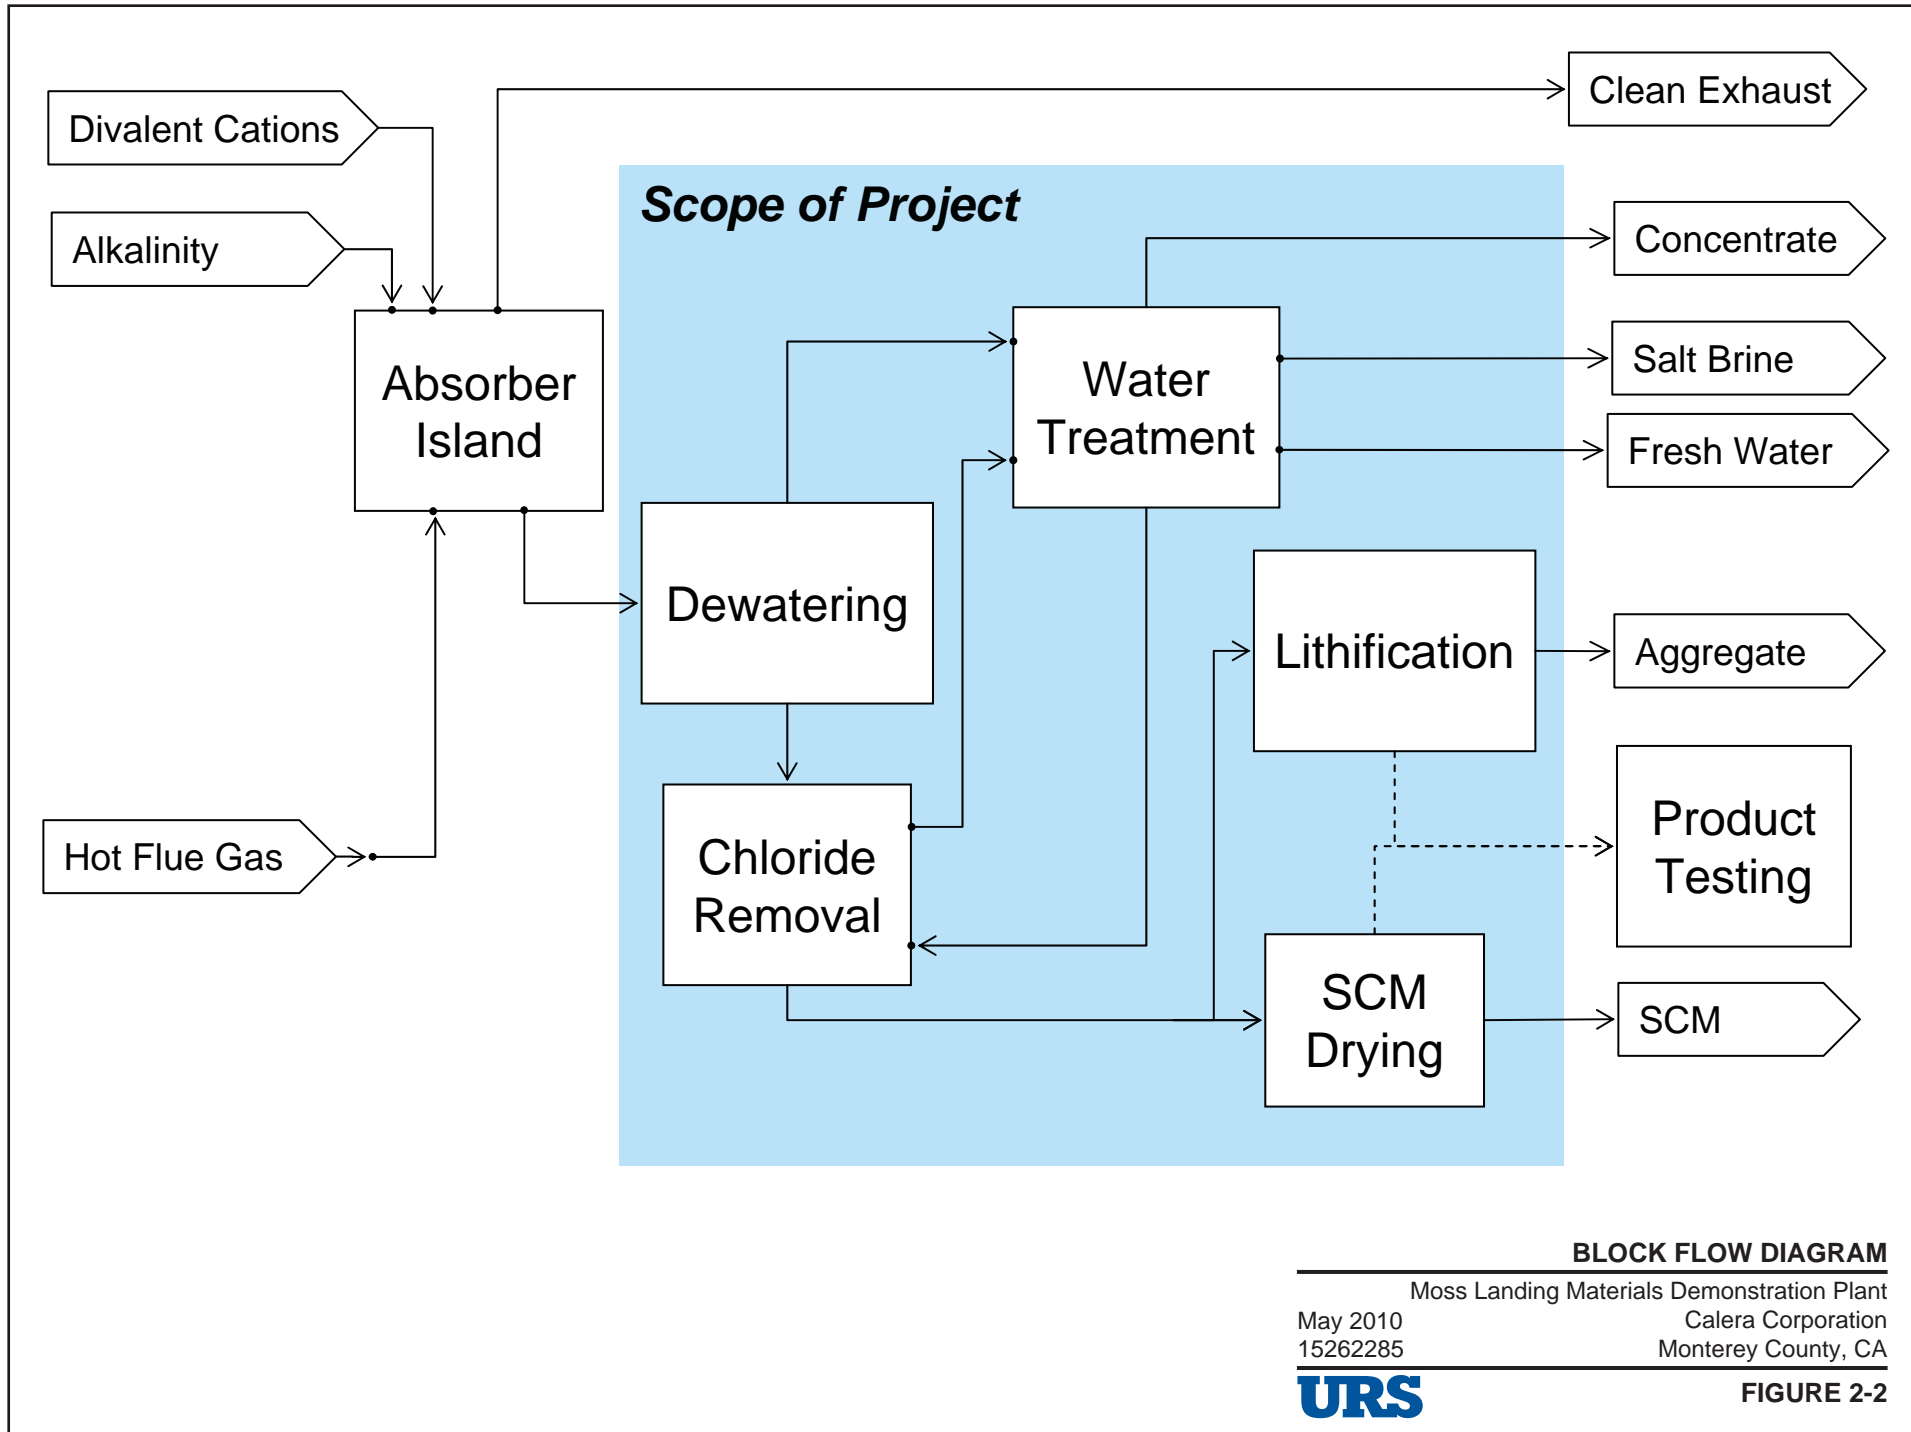 Clean Exhaust
Divalent Cations
Scope of Project
Alkalinity
Concentrate
Absorber
Island
Water
Treatment
Salt Brine
Fresh Water
Dewatering
Lithification
Aggregate
Hot Flue Gas
Chloride
Removal
Product
Testing
SCM
Drying
SCM
BLOCK FLOW DIAGRAM
Moss Landing Materials Demonstration Plant
May 2010 Calera Corporation
15262285 Monterey County, CA
URS FIGURE 2-2